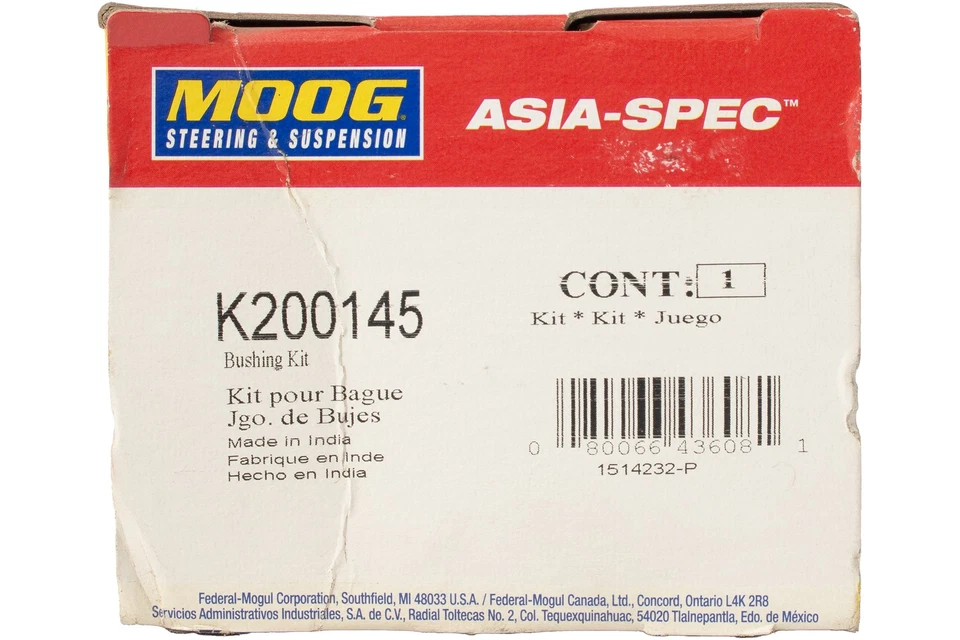 MOOG®
STEERING & SUSPENSION
ASIA-SPEC™
K200145
Bushing Kit
Kit pour Bague
Jgo. de Bujes
Made in India
Fabrique en Inde
Hecho en India
CONT: 1
Kit * Kit * Juego
0 80066 43608 1
1514232-P
Federal-Mogul Corporation, Southfield, MI 48033 U.S.A. / Federal-Mogul Canada, Ltd., Concord, Ontario L4K 2R8
Servicios Administrativos Industriales, S.A. de C.V., Radial Toltecas No. 2, Col. Tequexquinahuac, 54020 Tlalnepantla, Edo. de México